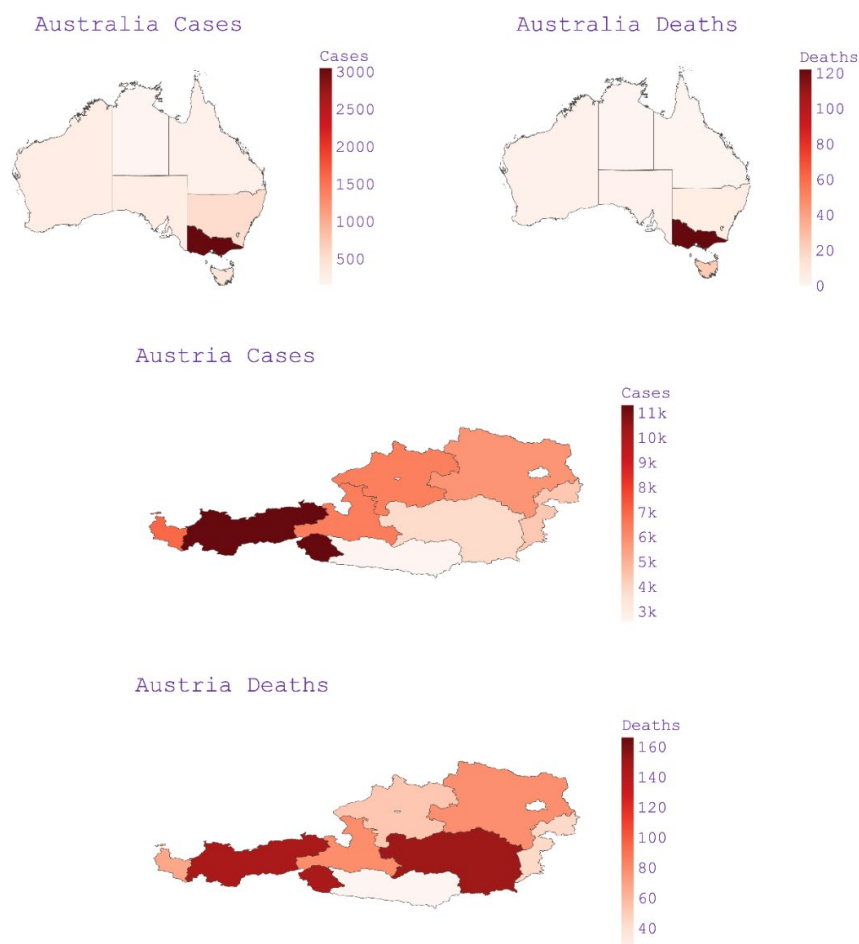 Australia Cases
Cases
3000
2500
2000
1500
1000
500
Australia Deaths
Deaths
120
100
80
60
40
20
0
Austria Cases
Cases
11k
10k
9k
8k
7k
6k
5k
4k
3k
Austria Deaths
Deaths
160
140
120
100
80
60
40